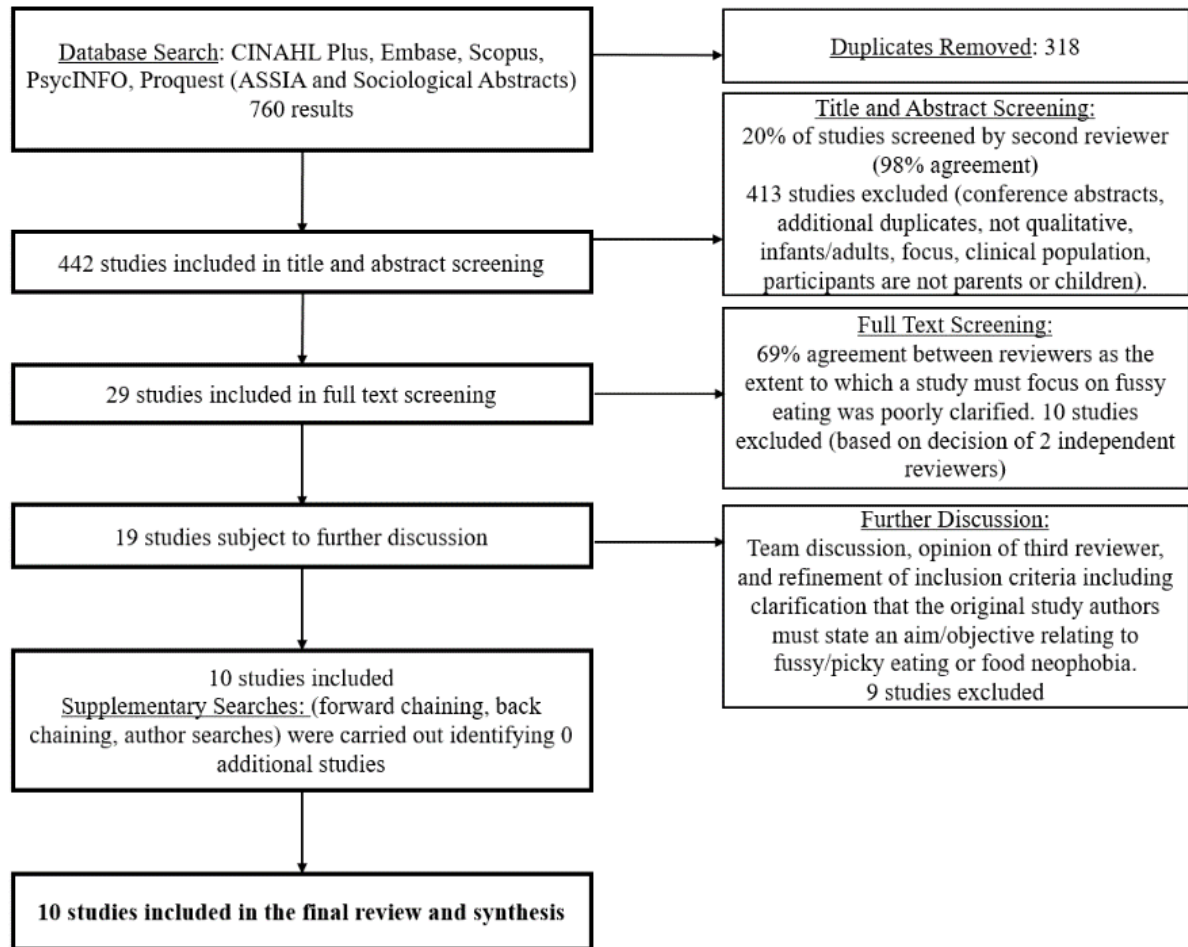 Database Search: CINAHL Plus, Embase, Scopus,
PsycINFO, Proquest (ASSIA and Sociological Abstracts)
760 results
Duplicates Removed: 318
Title and Abstract Screening:
20% of studies screened by second reviewer
(98% agreement)
413 studies excluded (conference abstracts,
additional duplicates, not qualitative,
infants/adults, focus, clinical population,
participants are not parents or children).
442 studies included in title and abstract screening
Full Text Screening:
69% agreement between reviewers as the
extent to which a study must focus on fussy
eating was poorly clarified. 10 studies
excluded (based on decision of 2 independent
reviewers)
29 studies included in full text screening
19 studies subject to further discussion
Further Discussion:
Team discussion, opinion of third reviewer,
and refinement of inclusion criteria including
clarification that the original study authors
must state an aim/objective relating to
fussy/picky eating or food neophobia.
9 studies excluded
10 studies included
Supplementary Searches: (forward chaining, back
chaining, author searches) were carried out identifying 0
additional studies
10 studies included in the final review and synthesis